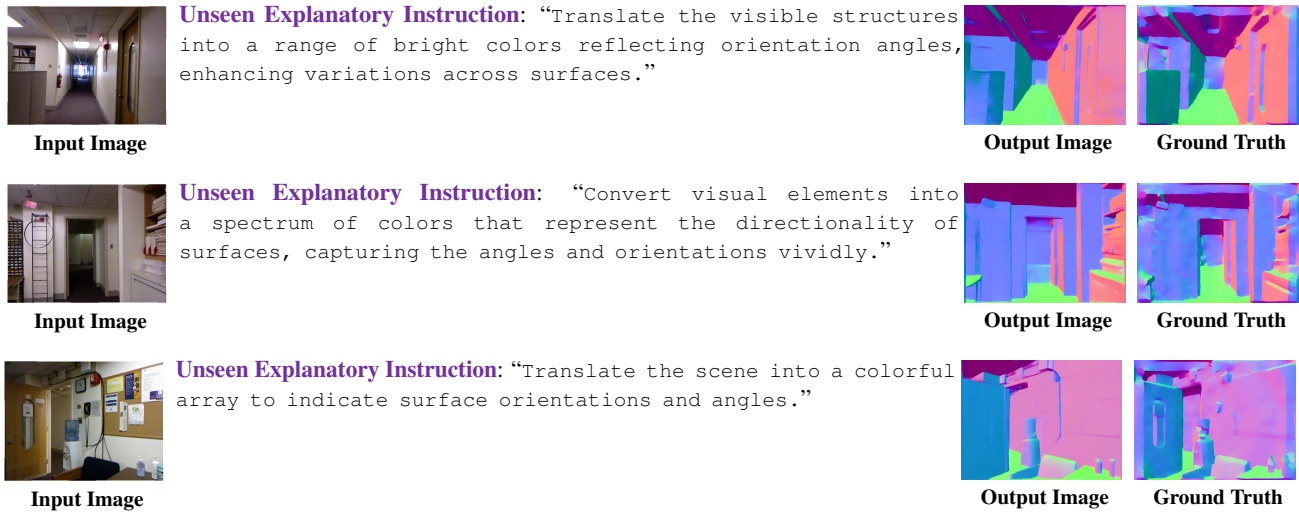 Unseen Explanatory Instruction: “Translate the visible structures
into a range of bright colors reflecting orientation angles,
enhancing variations across surfaces.”
Input Image
Output Image
Ground Truth
Unseen Explanatory Instruction: “Convert visual elements into
a spectrum of colors that represent the directionality of
surfaces, capturing the angles and orientations vividly.”
Input Image
Output Image
Ground Truth
Unseen Explanatory Instruction: “Translate the scene into a colorful
array to indicate surface orientations and angles.”
Input Image
Output Image
Ground Truth